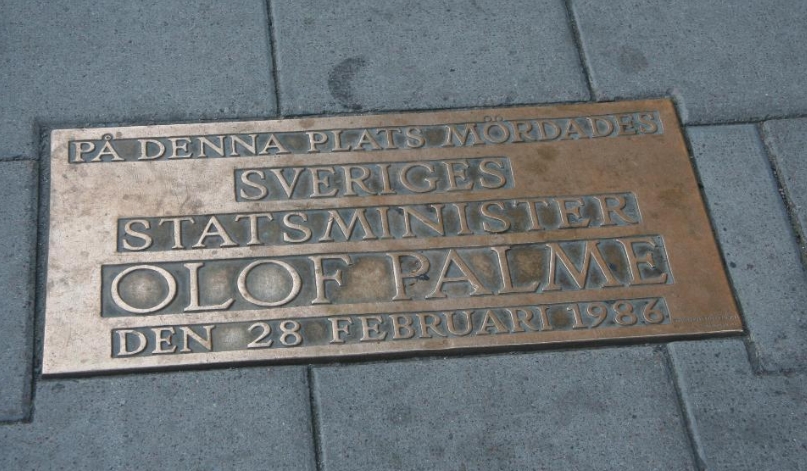 PÅ DENNA PLATS MÖRDADES
SVERIGES
STATSMINISTER
OLOF PALME
DEN 28 FEBRUARI 1986